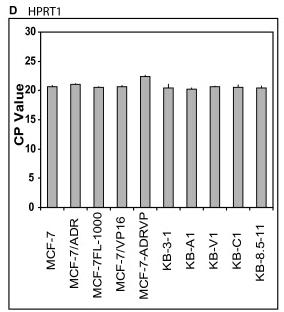 D HPRT1
30
25
20
15
10
5
0
CP Value
MCF-7
MCF-7/ADR
MCF-7FL-1000
MCF-7/VP16
MCF-7-ADRVP
KB-3-1
KB-A1
KB-V1
KB-C1
KB-8.5-11